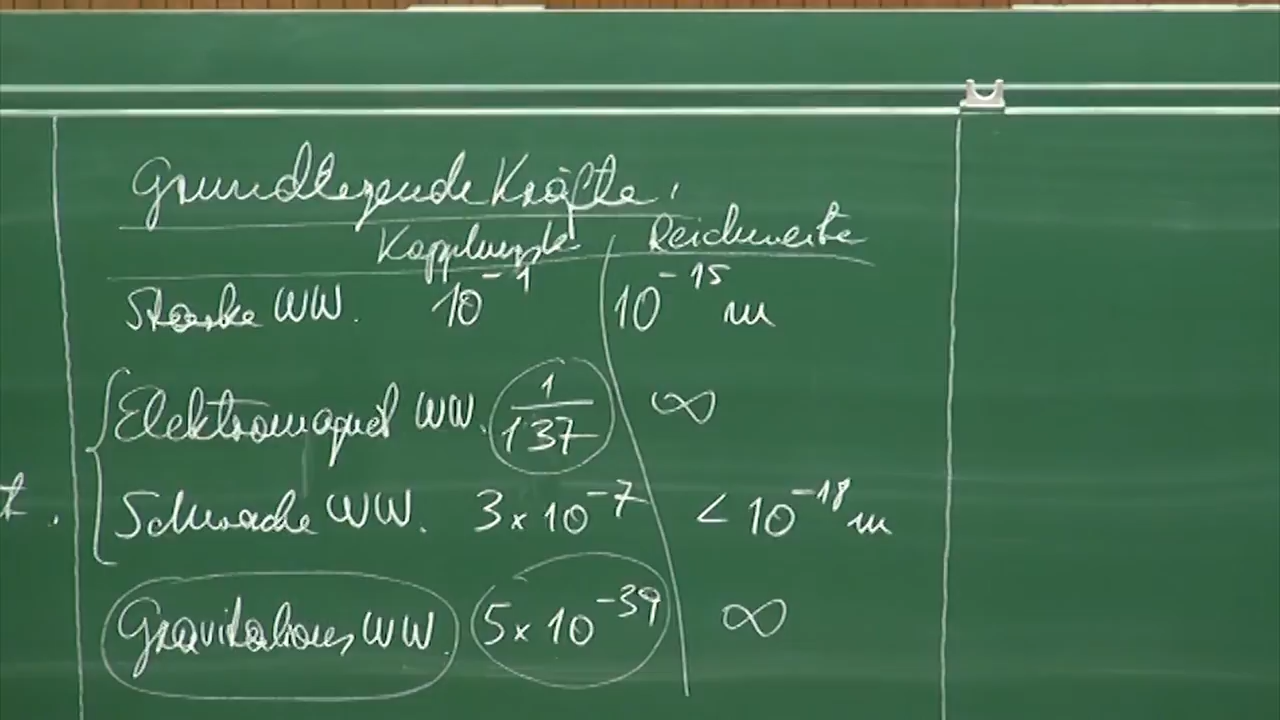 Grundlegende Kräfte:
Kopplungsk Reichweite
Starke WW. 10⁻¹ 10⁻¹⁵ m
Elektromagnet WW. 1/137 ∞
Schwache WW. 3 x 10⁻⁷ < 10⁻¹⁸ m
Gravitations WW. 5 x 10⁻³⁹ ∞